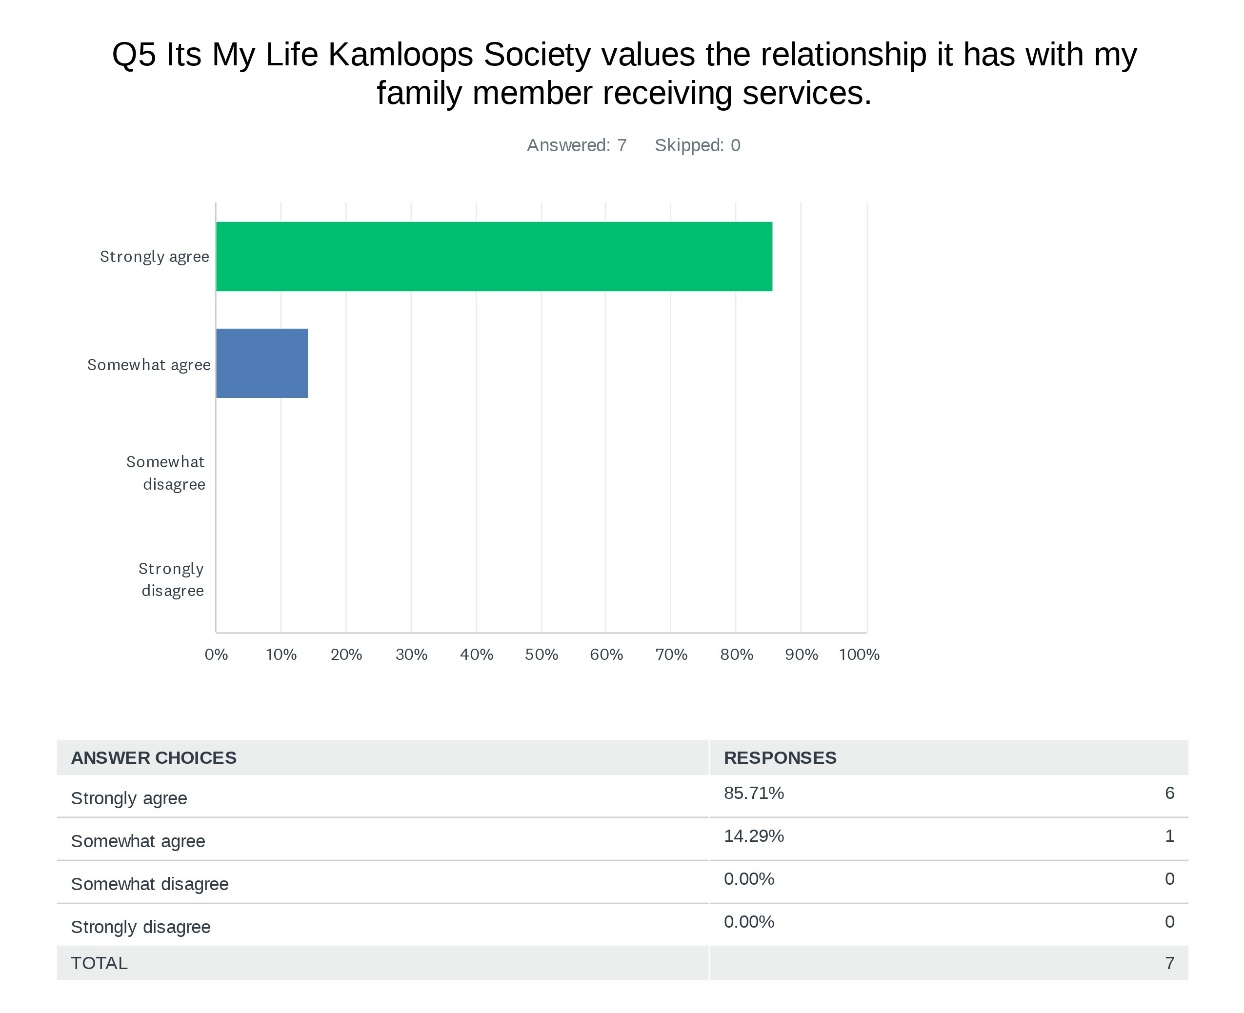 Q5 Its My Life Kamloops Society values the relationship it has with my
family member receiving services.
Answered: 7 Skipped: 0
Strongly agree
Somewhat agree
Somewhat
disagree
Strongly
disagree
0% 10% 20% 30% 40% 50% 60% 70% 80% 90% 100%
ANSWER CHOICES RESPONSES
Strongly agree 85.71% 6
Somewhat agree 14.29% 1
Somewhat disagree 0.00% 0
Strongly disagree 0.00% 0
TOTAL 7